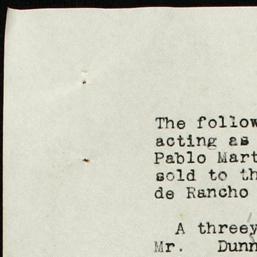 The follow
acting as
Pablo Mart
sold to th
de Rancho
A threey
Mr. Dunn